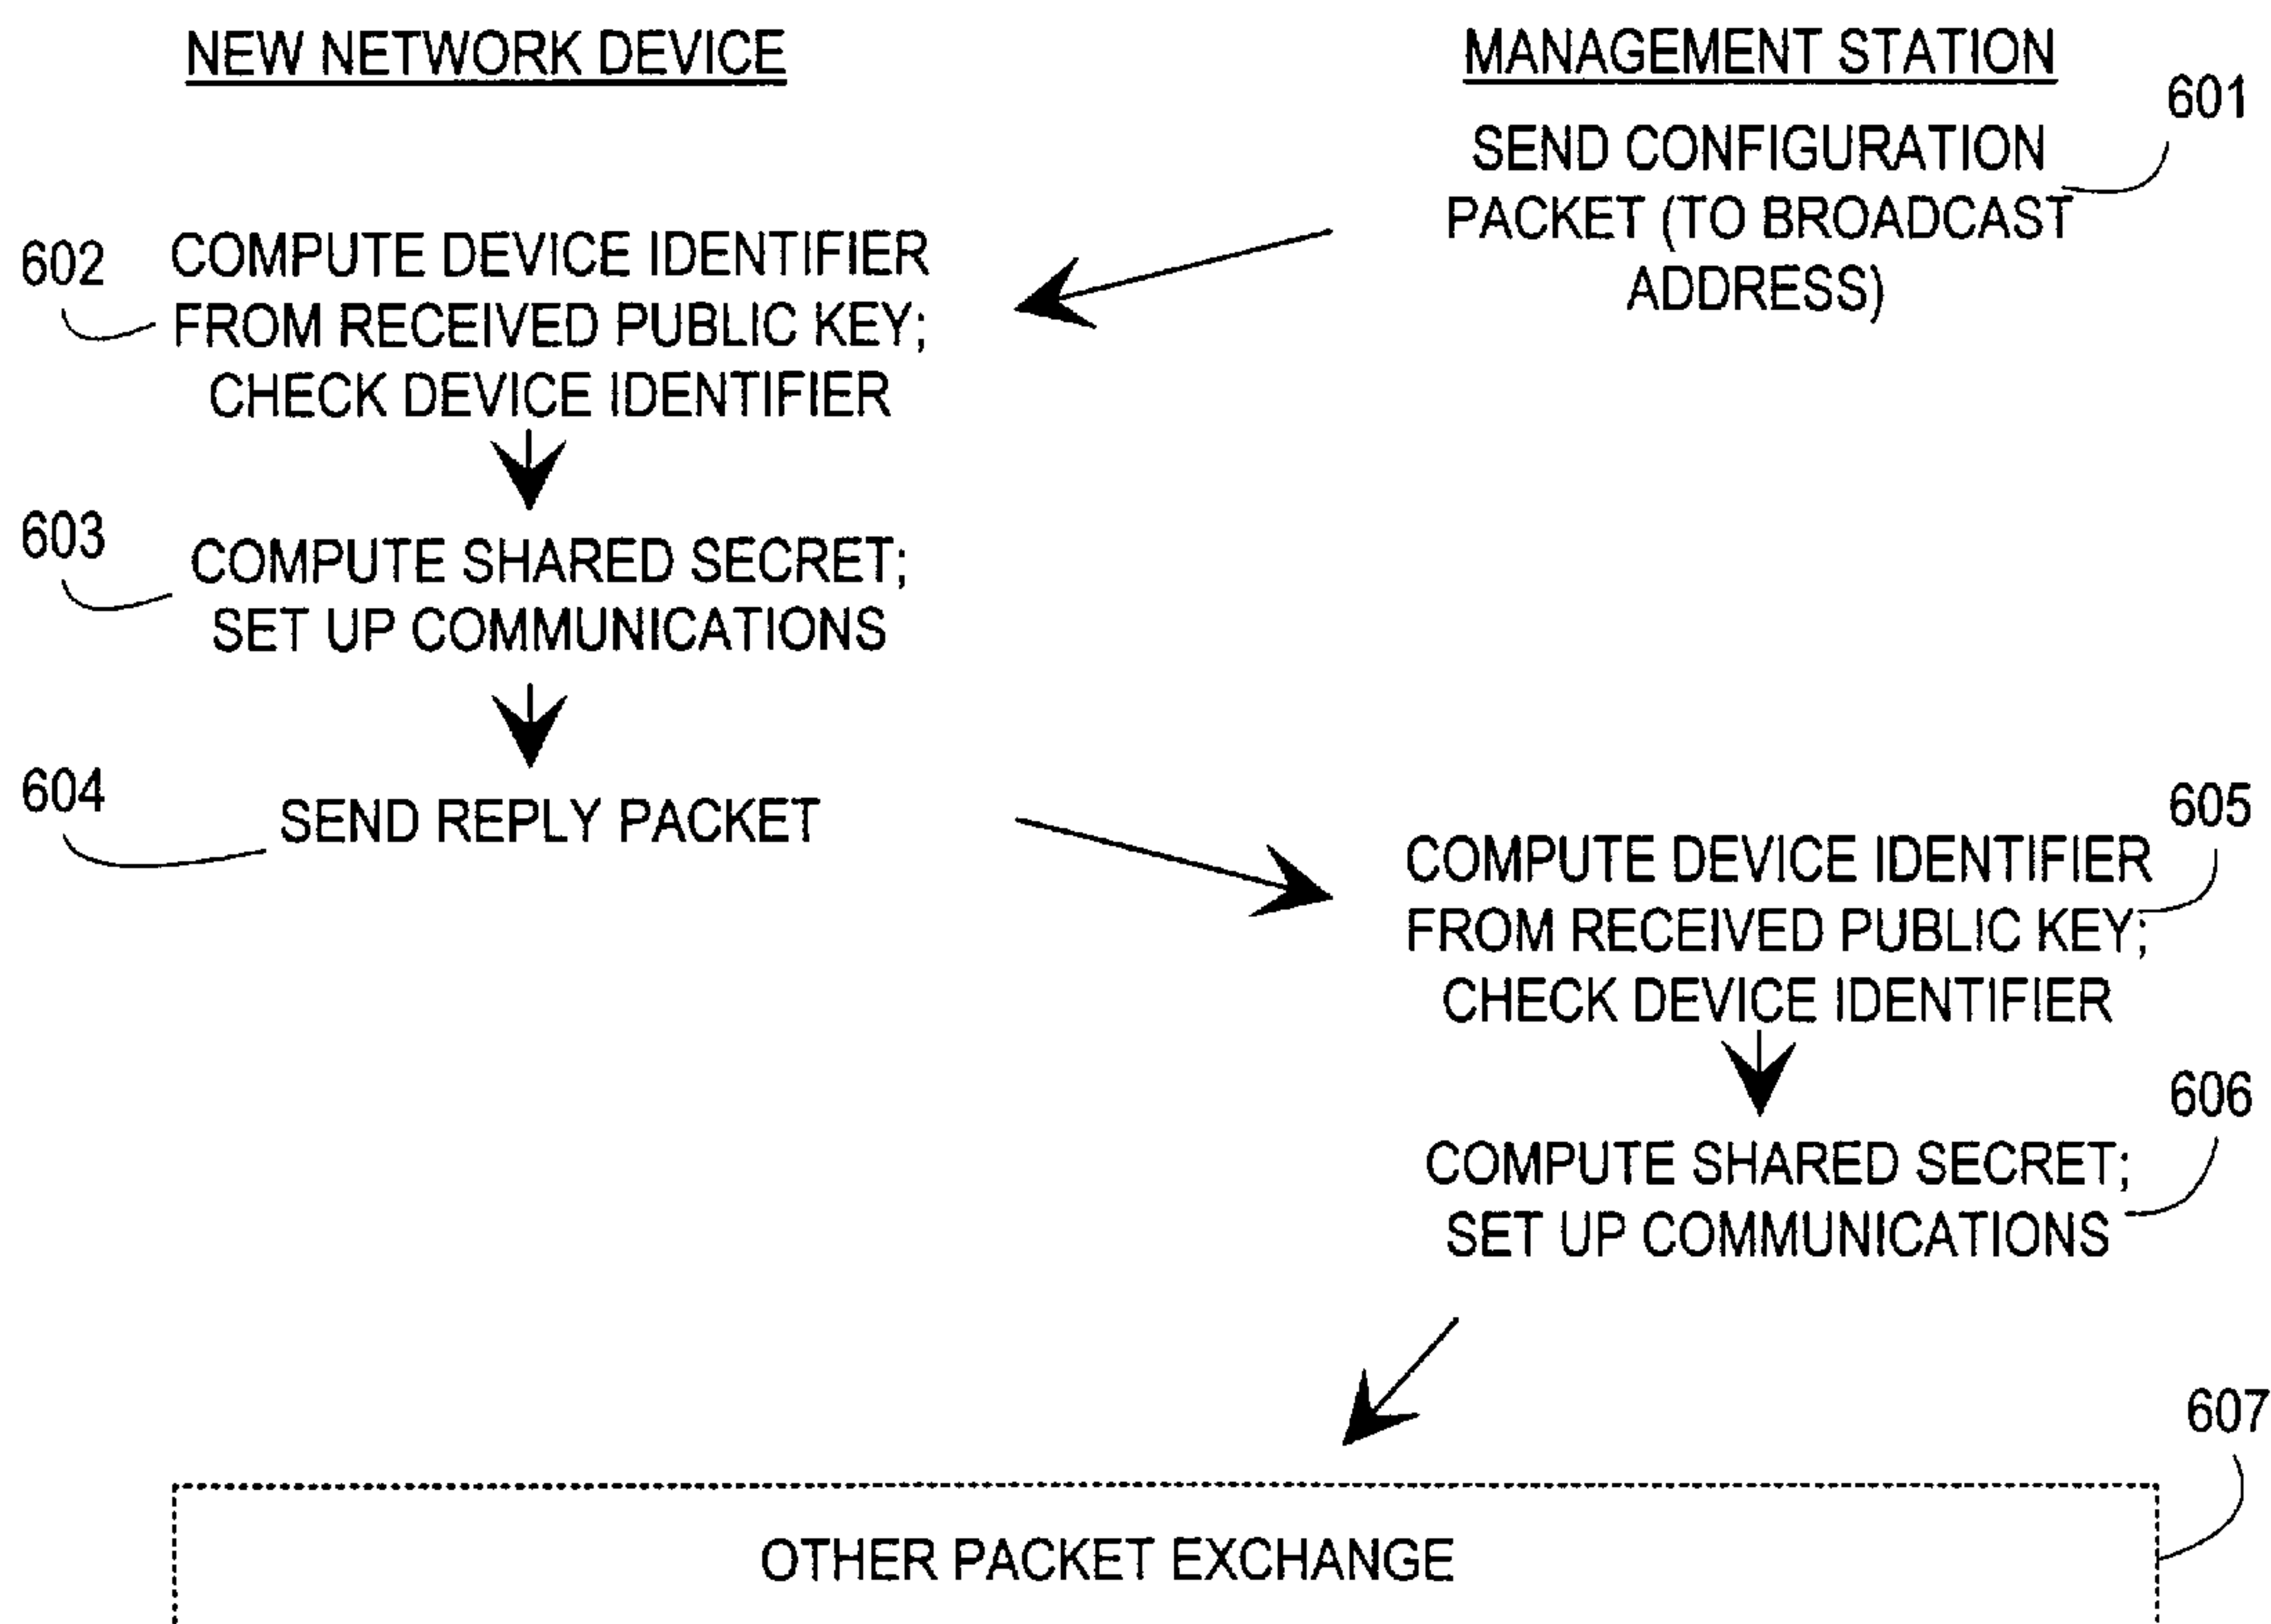 NEW NETWORK DEVICE
MANAGEMENT STATION
601
SEND CONFIGURATION
PACKET (TO BROADCAST
ADDRESS)
602
COMPUTE DEVICE IDENTIFIER
FROM RECEIVED PUBLIC KEY;
CHECK DEVICE IDENTIFIER
603
COMPUTE SHARED SECRET;
SET UP COMMUNICATIONS
604
SEND REPLY PACKET
605
COMPUTE DEVICE IDENTIFIER
FROM RECEIVED PUBLIC KEY;
CHECK DEVICE IDENTIFIER
606
COMPUTE SHARED SECRET;
SET UP COMMUNICATIONS
607
OTHER PACKET EXCHANGE